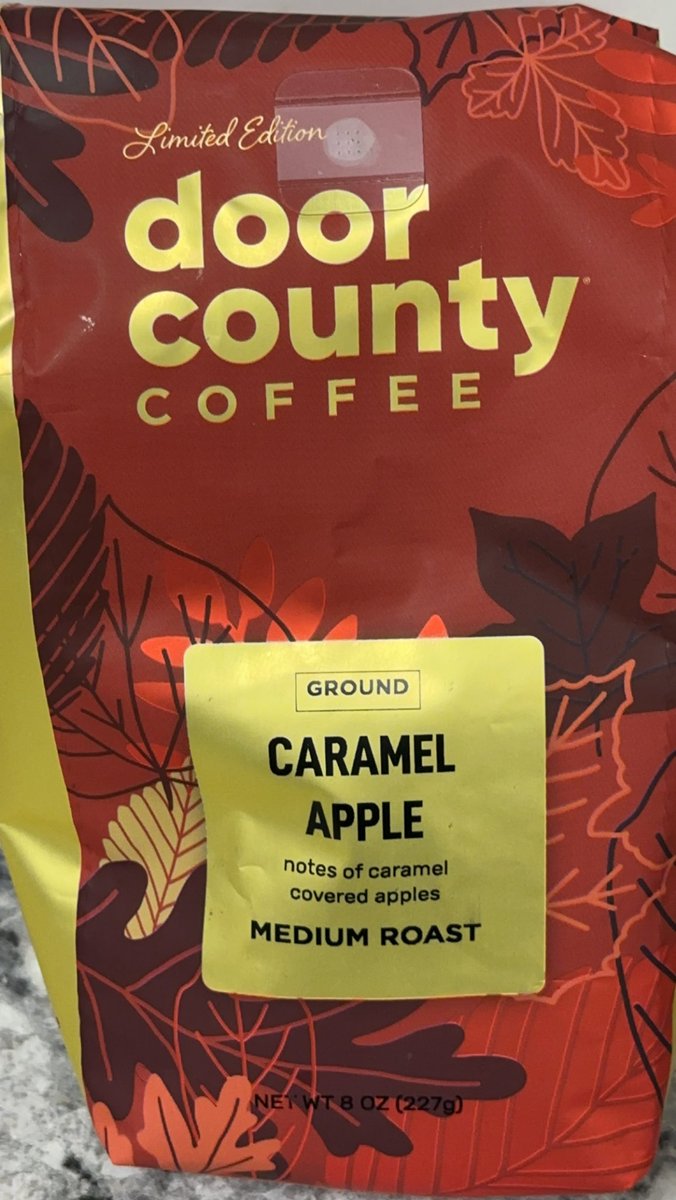 Limited Edition
door
county®
COFFEE
GROUND
CARAMEL
APPLE
notes of caramel
covered apples
MEDIUM ROAST
NET WT 8 OZ (227g)